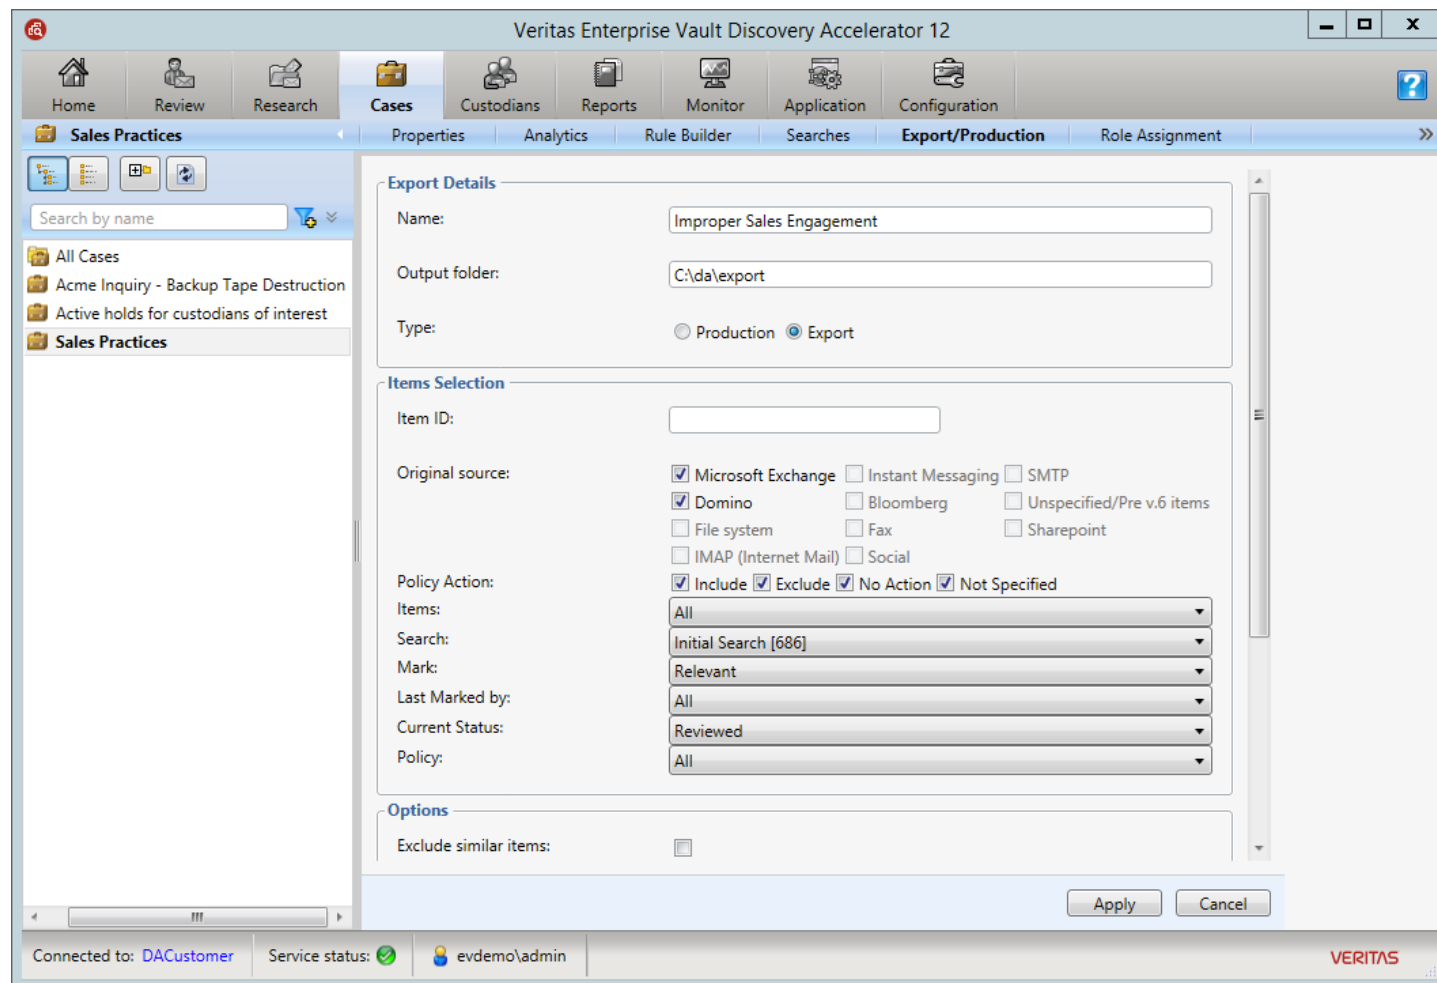 Veritas Enterprise Vault Discovery Accelerator 12
Home Review Research Cases Custodians Reports Monitor Application Configuration
Sales Practices Properties Analytics Rule Builder Searches Export/Production Role Assignment
Search by name
All Cases
Acme Inquiry - Backup Tape Destruction
Active holds for custodians of interest
Sales Practices
Export Details
Name: Improper Sales Engagement
Output folder: C:\da\export
Type: Production Export
Items Selection
Item ID:
Original source: Microsoft Exchange Instant Messaging SMTP
Domino Bloomberg Unspecified/Pre v.6 items
File system Fax Sharepoint
IMAP (Internet Mail) Social
Policy Action: Include Exclude No Action Not Specified
Items: All
Search: Initial Search [686]
Mark: Relevant
Last Marked by: All
Current Status: Reviewed
Policy: All
Options
Exclude similar items:
Apply Cancel
Connected to: DACustomer Service status: evdemo\admin VERITAS